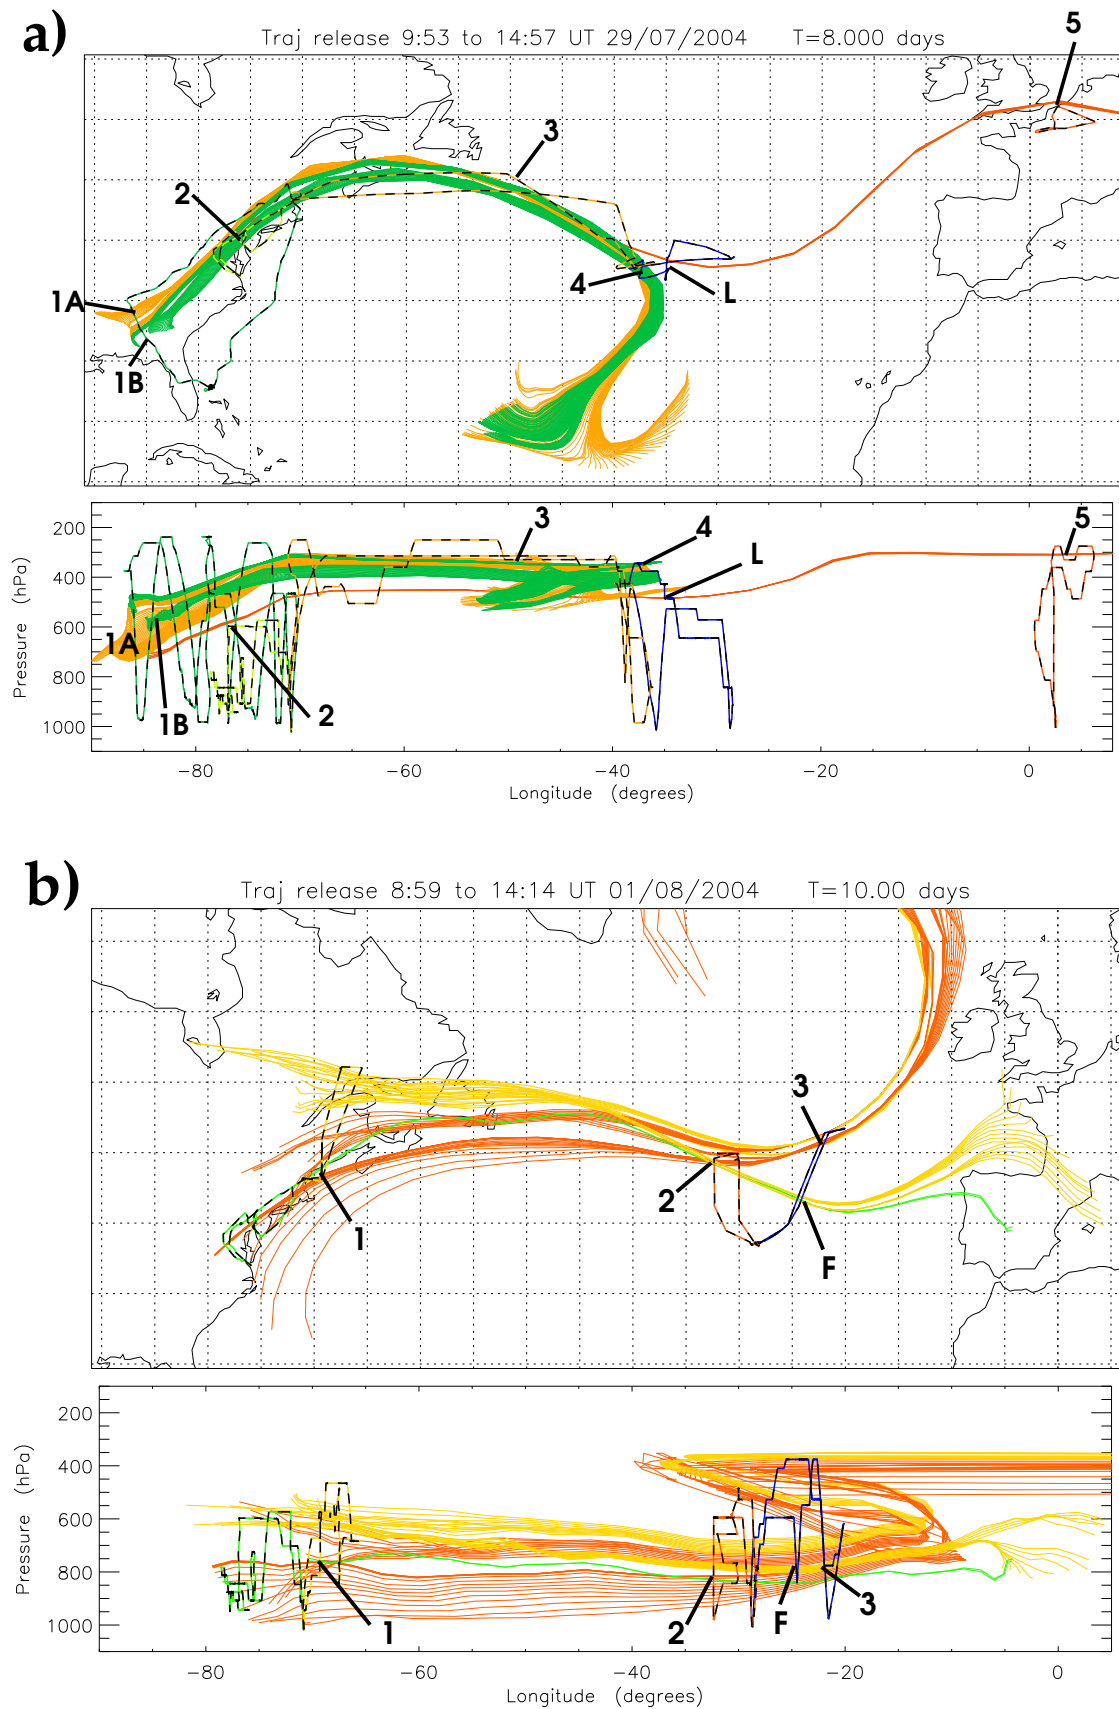 a)
Traj release 9:53 to 14:57 UT 29/07/2004 T=8.000 days
5
3
2
1A
4
L
1B
200
400
600
800
1000
Pressure (hPa)
3
4
5
L
1A
1B
2
−80
−60
−40
−20
0
Longitude (degrees)
b)
Traj release 8:59 to 14:14 UT 01/08/2004 T=10.00 days
3
2
1
F
200
400
600
800
1000
Pressure (hPa)
1
2
F
3
−80
−60
−40
−20
0
Longitude (degrees)